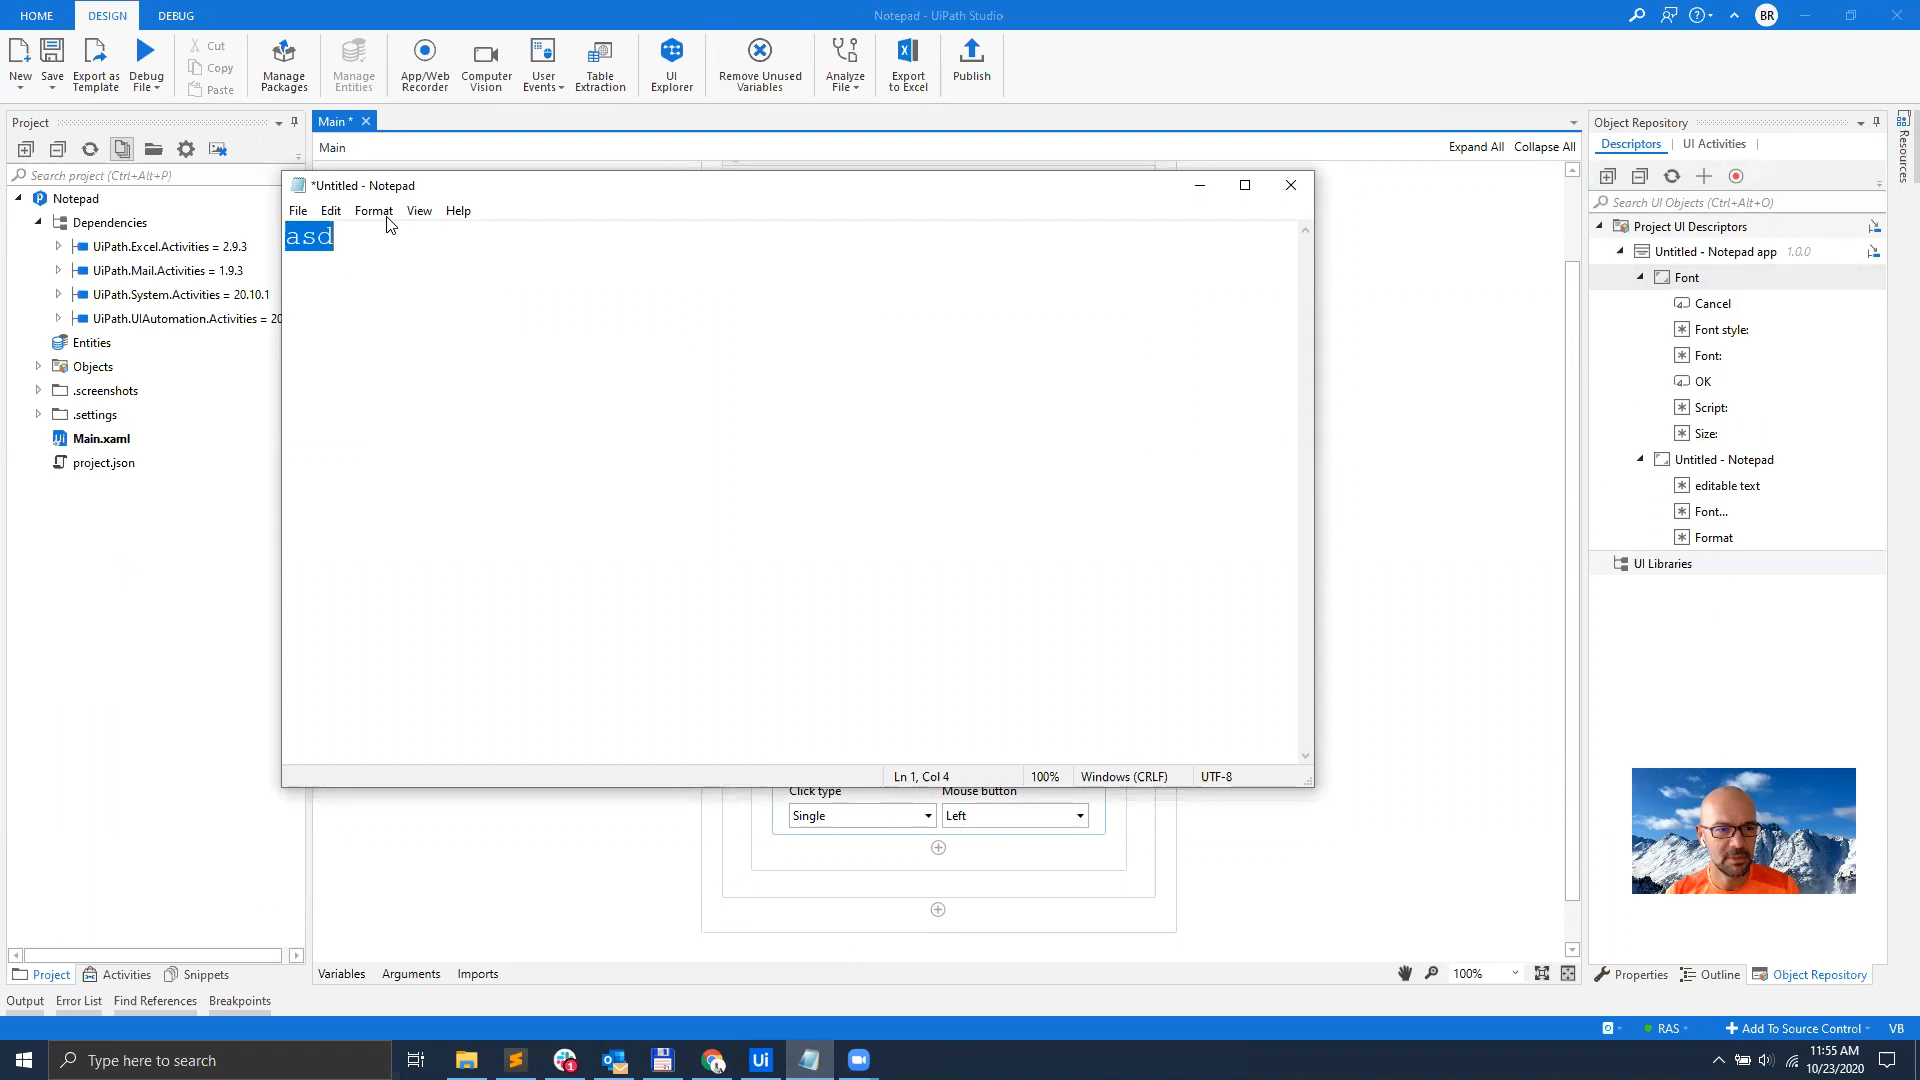 HOME DESIGN DEBUG
Notepad - UiPath Studio
BR
New
Save
Export as Template
Debug File
Cut
Copy
Paste
Manage Packages
Manage Entities
App/Web Recorder
Computer Vision
User Events
Table Extraction
UI Explorer
Remove Unused Variables
Analyze File
Export to Excel
Publish
Project
Search project (Ctrl+Alt+P)
Notepad
Dependencies
UiPath.Excel.Activities = 2.9.3
UiPath.Mail.Activities = 1.9.3
UiPath.System.Activities = 20.10.1
UiPath.UIAutomation.Activities = 20
Entities
Objects
.screenshots
.settings
Main.xaml
project.json
Project Activities Snippets
Main *
Main
Expand All Collapse All
*Untitled - Notepad
File Edit Format View Help
asd
Ln 1, Col 4 100% Windows (CRLF) UTF-8
Click type Mouse button
Single Left
Variables Arguments Imports
100%
Object Repository
Descriptors UI Activities
Search UI Objects (Ctrl+Alt+O)
Project UI Descriptors
Untitled - Notepad app 1.0.0
Font
Cancel
Font style:
Font:
OK
Script:
Size:
Untitled - Notepad
editable text
Font...
Format
UI Libraries
Resources
Properties Outline Object Repository
Output Error List Find References Breakpoints
RAS Add To Source Control VB
Type here to search
Ui
11:55 AM
10/23/2020